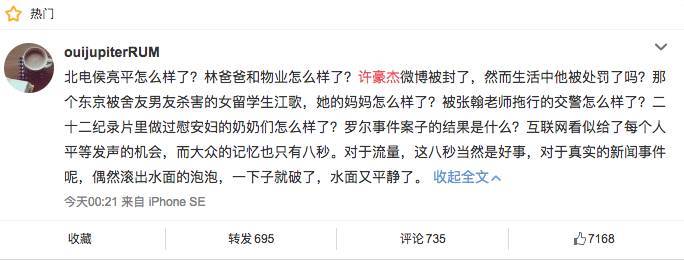 热门
ouijupiterRUM
北电侯亮平怎么样了？林爸爸和物业怎么样了？许豪杰微博被封了，然而生活中他被处罚了吗？那
个东京被舍友男友杀害的女留学生江歌，她的妈妈怎么样了？被张翰老师拖行的交警怎么样了？二
十二纪录片里做过慰安妇的奶奶们怎么样了？罗尔事件案子的结果是什么？互联网看似给了每个人
平等发声的机会，而大众的记忆也只有八秒。对于流量，这八秒当然是好事，对于真实的新闻事件
呢，偶然滚出水面的泡泡，一下子就破了，水面又平静了。 收起全文
今天00:21 来自 iPhone SE
收藏 转发 695 评论 735 7168